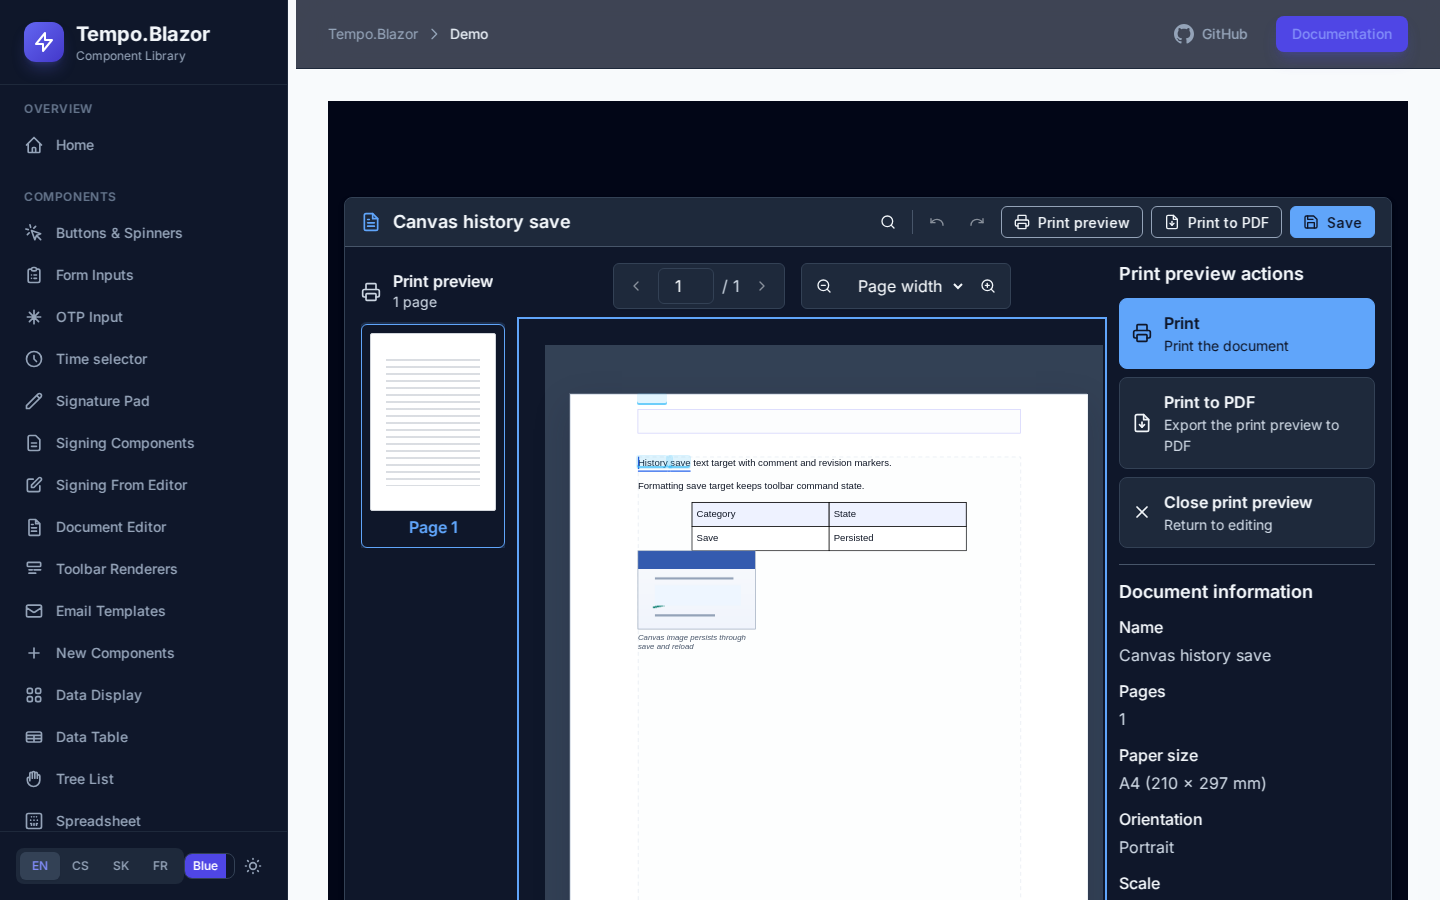 Tempo.Blazor
Component Library
OVERVIEW
Home
COMPONENTS
Buttons & Spinners
Form Inputs
OTP Input
Time selector
Signature Pad
Signing Components
Signing From Editor
Document Editor
Toolbar Renderers
Email Templates
New Components
Data Display
Data Table
Tree List
Spreadsheet
EN CS SK FR Blue
Tempo.Blazor > Demo
GitHub
Documentation
Canvas history save
Print preview
Print to PDF
Save
Print preview
1 page
1 / 1
Page width
Page 1
History save text target with comment and revision markers.
Formatting save target keeps toolbar command state.
Category State
Save Persisted
Canvas image persists through
save and reload
Print preview actions
Print
Print the document
Print to PDF
Export the print preview to
PDF
Close print preview
Return to editing
Document information
Name
Canvas history save
Pages
1
Paper size
A4 (210 × 297 mm)
Orientation
Portrait
Scale